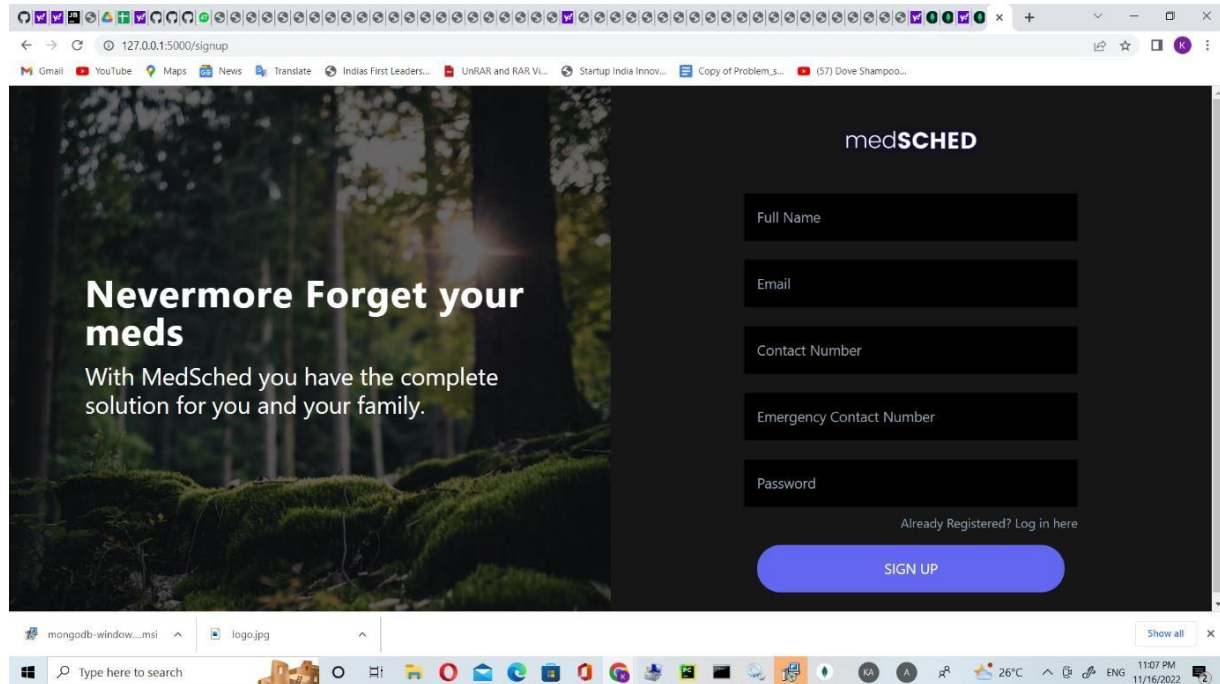 127.0.0.1:5000/signup
K
Gmail
YouTube
Maps
News
Translate
Indias First Leaders...
UnRAR and RAR Vi...
Startup India Innov...
Copy of Problem_s...
(57) Dove Shampoo...
medSCHED
Nevermore Forget your
meds
With MedSched you have the complete
solution for you and your family.
Full Name
Email
Contact Number
Emergency Contact Number
Password
Already Registered? Log in here
SIGN UP
mongodb-window....msi
logo.jpg
Show all
Type here to search
KA
A
26°C
ENG
11:07 PM
11/16/2022
2